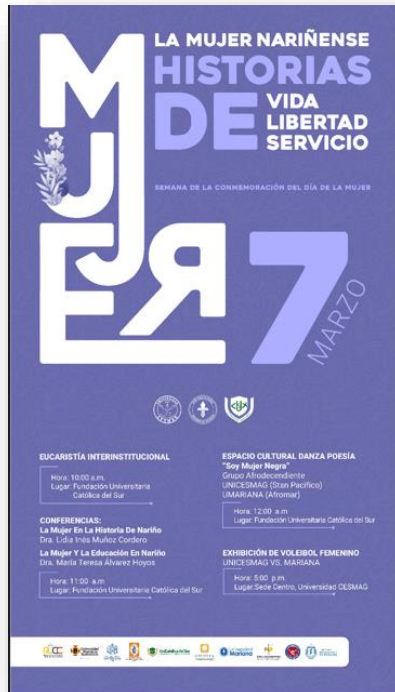 MUJER
LA MUJER NARIÑENSE
HISTORIAS
DE VIDA
LIBERTAD
SERVICIO
SEMANA DE LA CONMEMORACIÓN DEL DÍA DE LA MUJER
7
MARZO
EUCARISTÍA INTERINSTITUCIONAL
Hora: 10:00 a.m.
Lugar: Fundación Universitaria
Católica del Sur
CONFERENCIAS:
La Mujer En La Historia De Nariño
Dra. Lidia Inés Muñoz Cordero
La Mujer Y La Educación En Nariño
Dra. María Teresa Álvarez Hoyos
Hora: 11:00 a.m
Lugar: Fundación Universitaria Católica del Sur
ESPACIO CULTURAL DANZA POESÍA
"Soy Mujer Negra"
Grupo Afrodecendiente
UNICESMAG (Stan Pacífico)
UMARIANA (Afromar)
Hora: 12:00 a.m
Lugar: Fundación Universitaria Católica del Sur
EXHIBICIÓN DE VOLEIBOL FEMENINO
UNICESMAG VS. MARIANA
Hora: 5:00 p.m.
Lugar:Sede Centro, Universidad CESMAG
Mariana